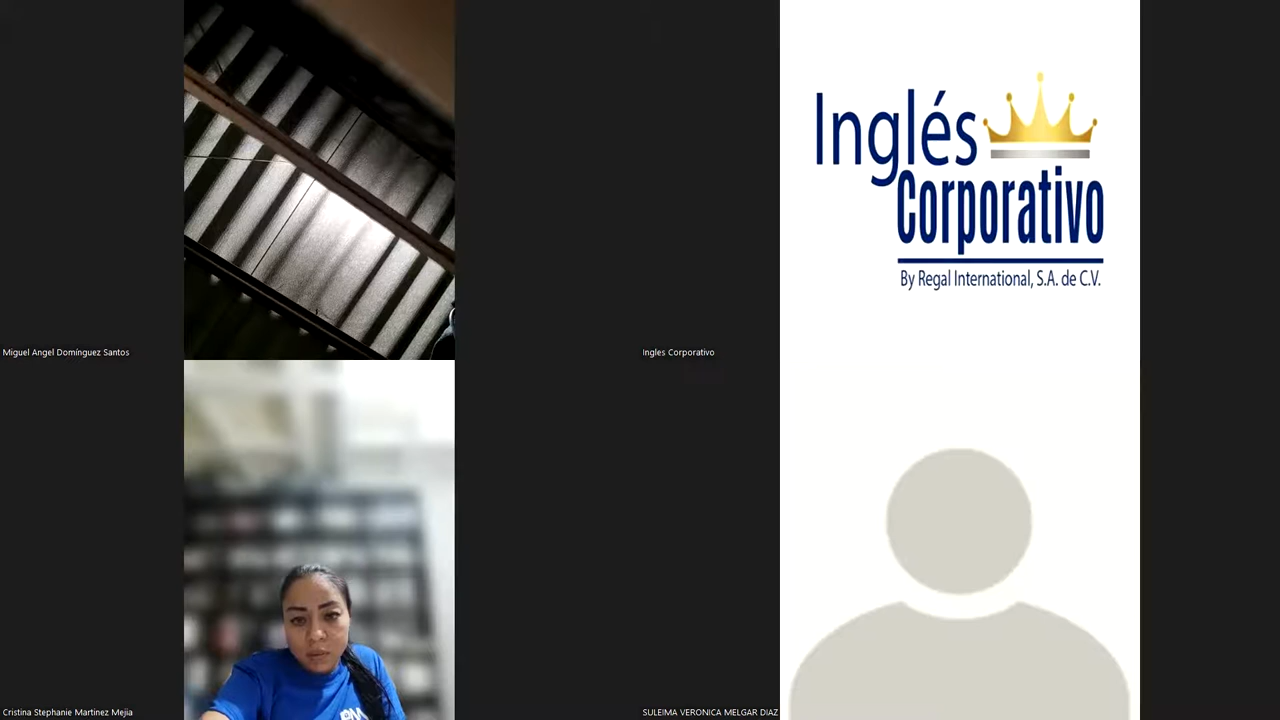 Inglés
Corporativo
By Regal International, S.A. de C.V.
Miguel Angel Domínguez Santos
Ingles Corporativo
Cristina Stephanie Martinez Mejia
SULEIMA VERONICA MELGAR DIAZ